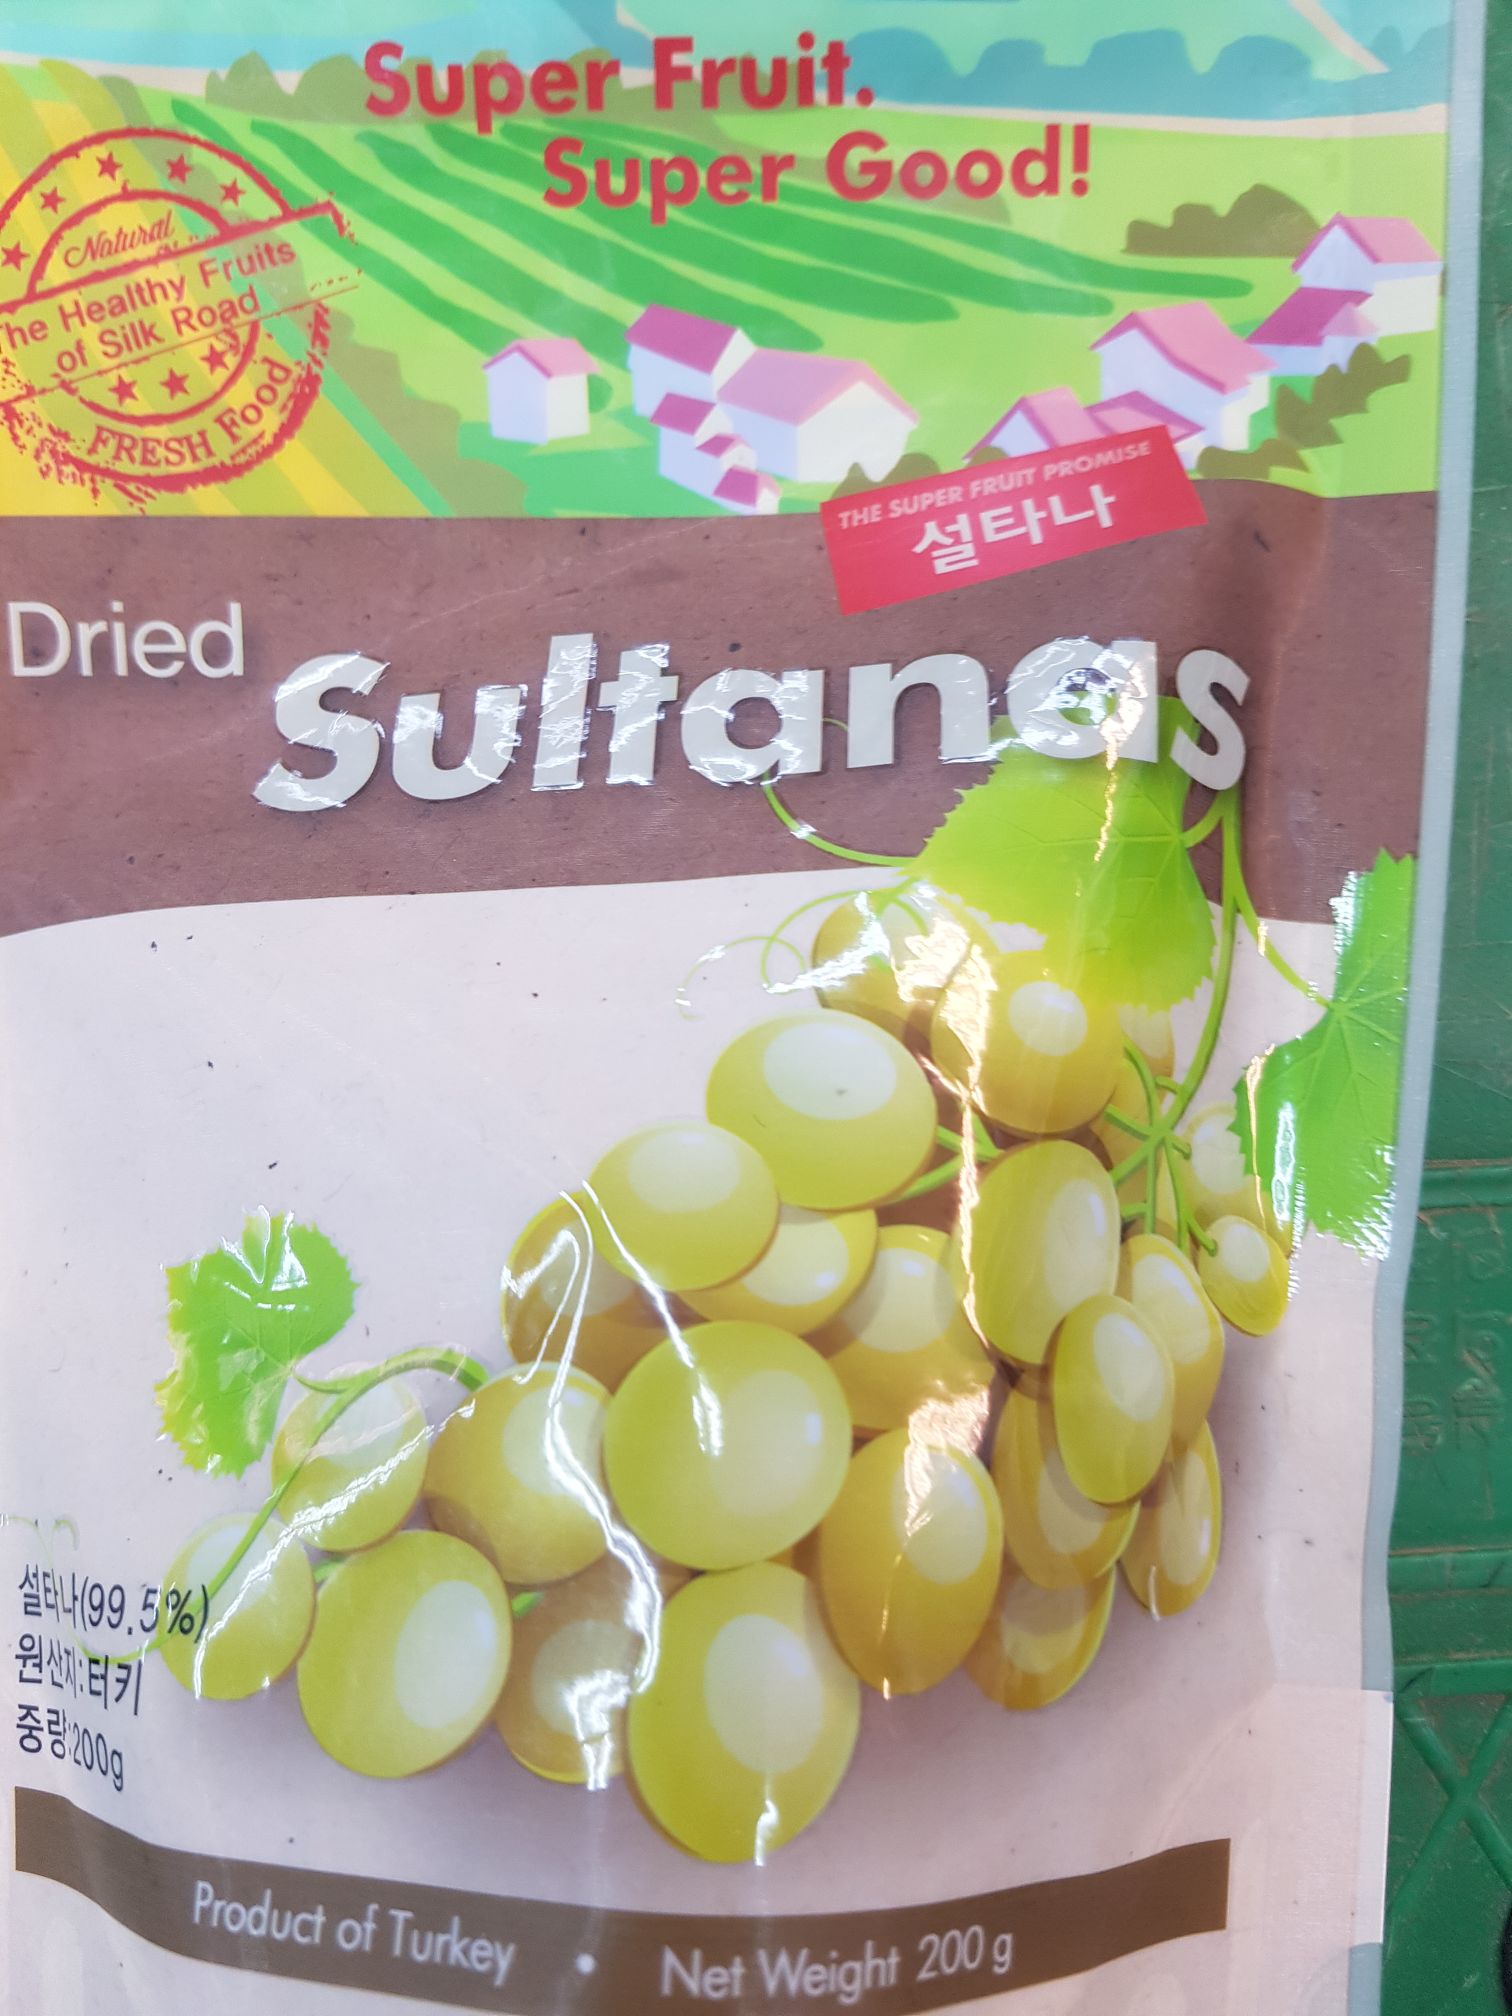 Super Fruit.
Super Good!
Natural
The Healthy Fruits
of Silk Road
FRESH Food
THE SUPER FRUIT PROMISE
설타나
Dried
Sultanas
설타나(99.5%)
원산지:터키
중량:200g
Product of Turkey • Net Weight 200 g